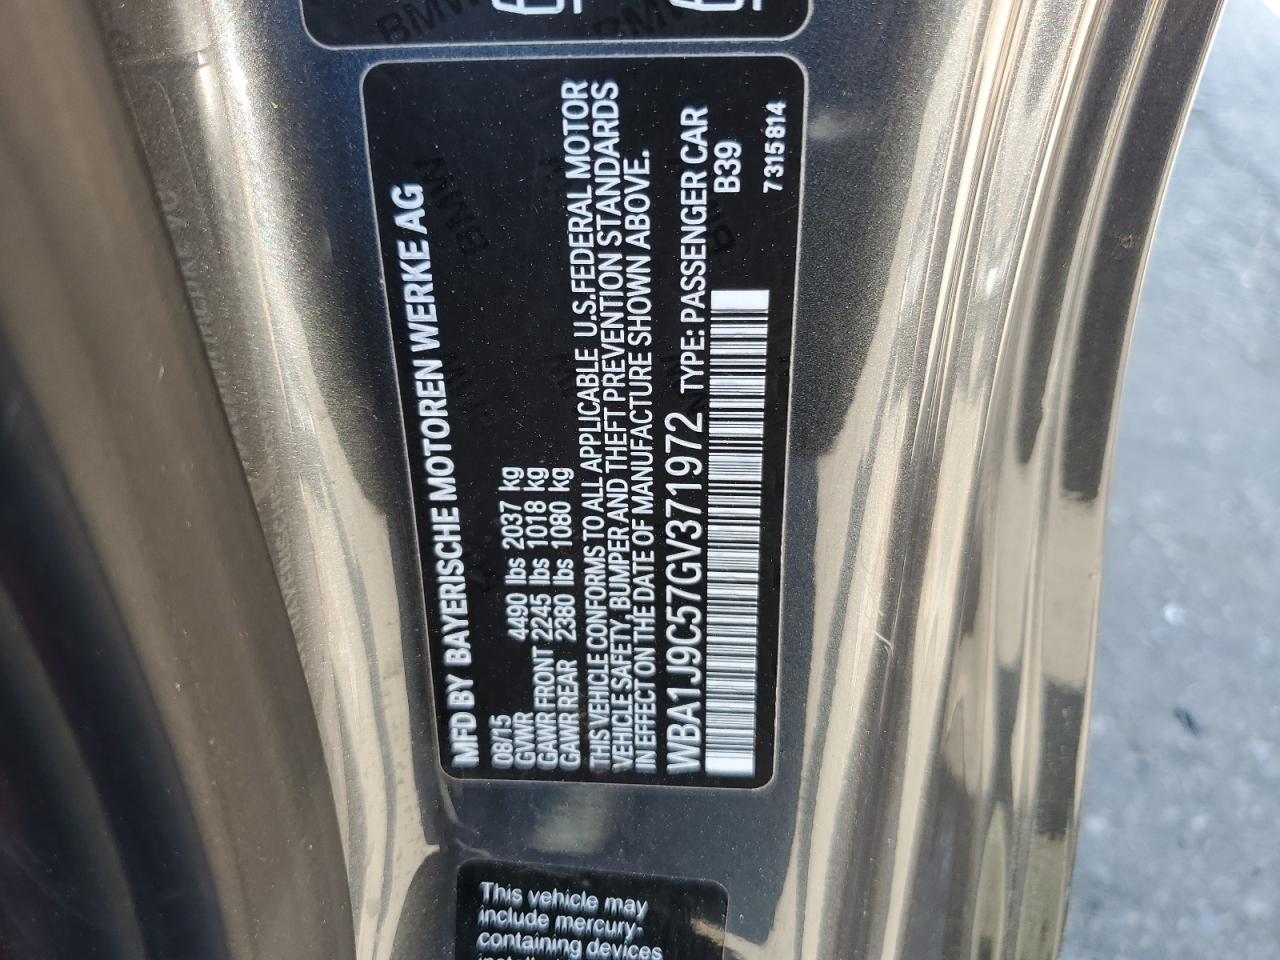 MFD BY BAYERISCHE MOTOREN WERKE AG
08/15
GVWR 4490 lbs 2037 kg
GAWR FRONT 2245 lbs 1018 kg
GAWR REAR 2380 lbs 1080 kg
THIS VEHICLE CONFORMS TO ALL APPLICABLE U.S.FEDERAL MOTOR
VEHICLE SAFETY, BUMPER AND THEFT PREVENTION STANDARDS
IN EFFECT ON THE DATE OF MANUFACTURE SHOWN ABOVE.
WBA1J9C57GV371972 TYPE: PASSENGER CAR
B39
7315814
This vehicle may
include mercury-
containing devices